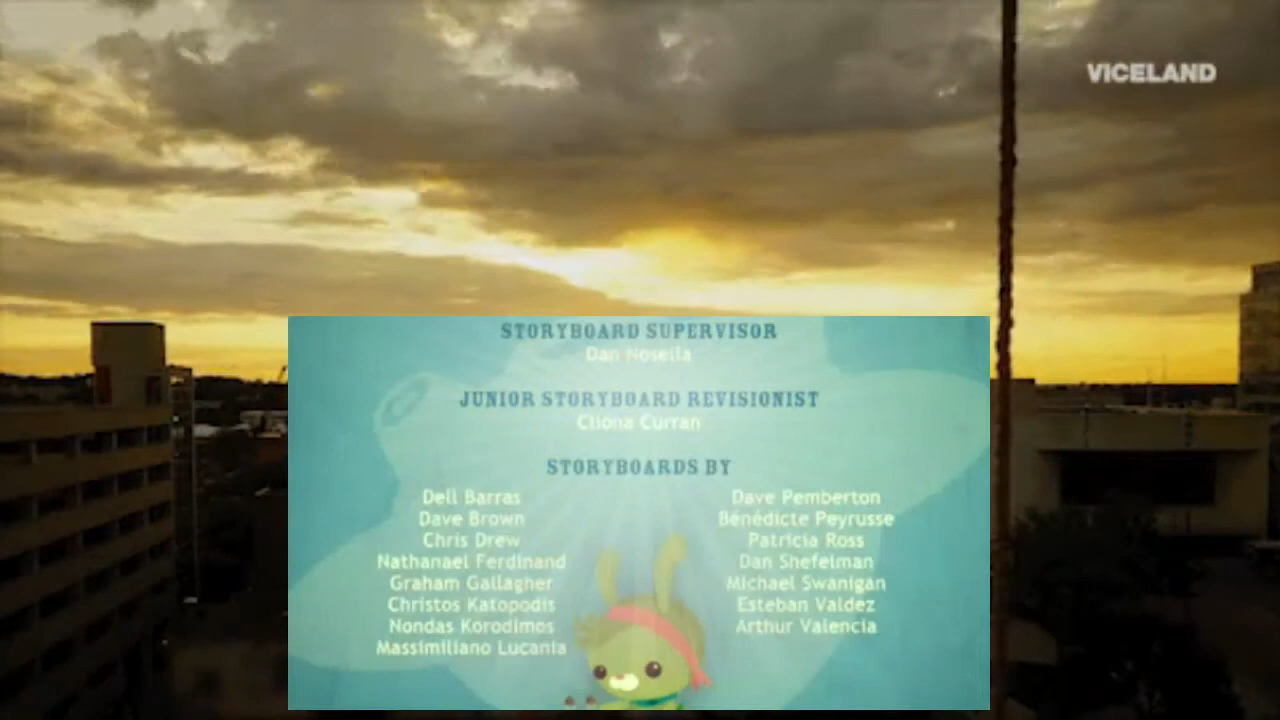 VICELAND
STORYBOARD SUPERVISOR
Dan Nosella
JUNIOR STORYBOARD REVISIONIST
Cliona Curran
STORYBOARDS BY
Dell Barras
Dave Brown
Chris Drew
Nathanael Ferdinand
Graham Gallagher
Christos Katopodis
Nondas Korodimos
Massimiliano Lucania
Dave Pemberton
Bénédicte Peyrusse
Patricia Ross
Dan Shefelman
Michael Swanigan
Esteban Valdez
Arthur Valencia